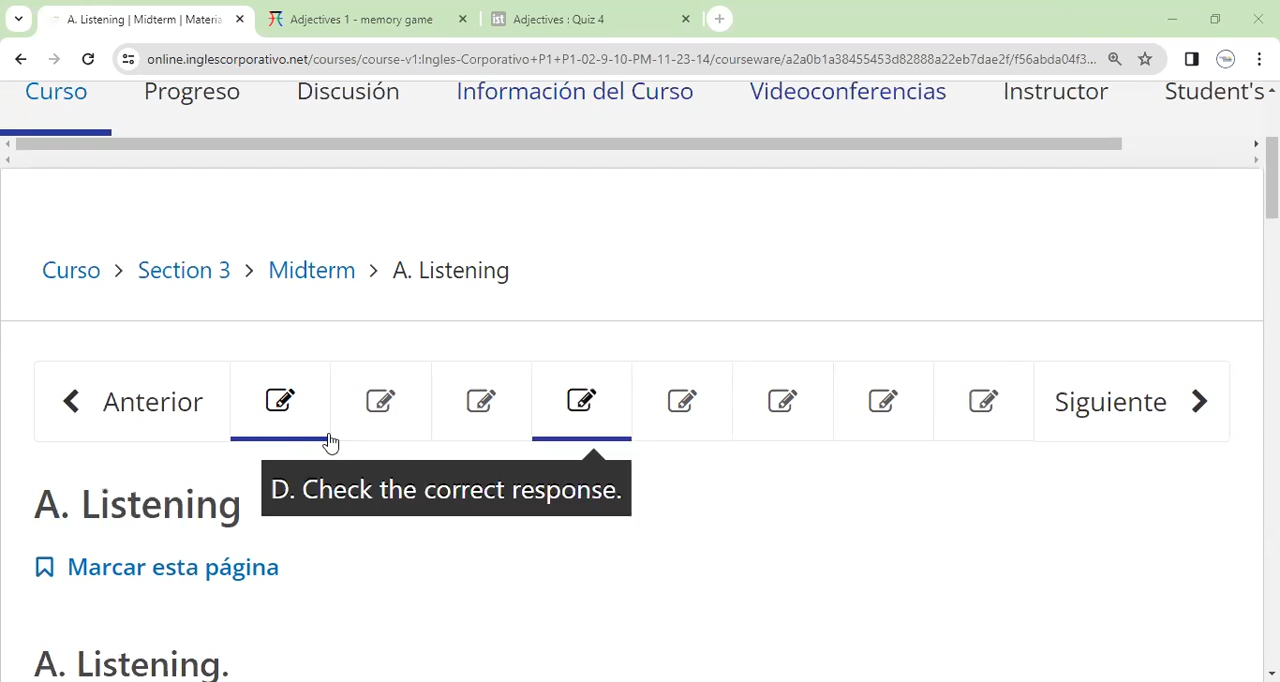 A. Listening | Midterm | Materia
Adjectives 1 - memory game
ist
Adjectives : Quiz 4
online.inglescorporativo.net/courses/course-v1:Ingles-Corporativo+P1+P1-02-9-10-PM-11-23-14/courseware/a2a0b1a38455453d82888a22eb7dae2f/f56abda04f3...
Curso
Progreso
Discusión
Información del Curso
Videoconferencias
Instructor
Student's
Curso > Section 3 > Midterm > A. Listening
Anterior
Siguiente
D. Check the correct response.
A. Listening
Marcar esta página
A. Listening.